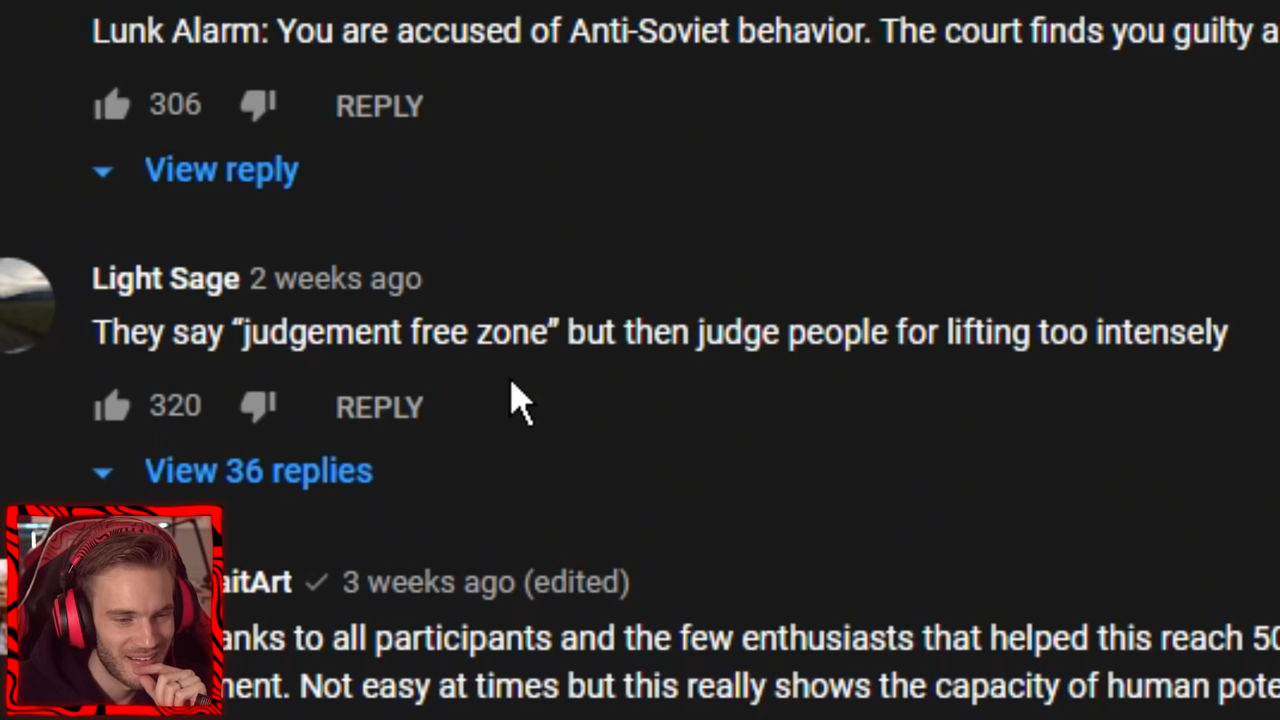 Lunk Alarm: You are accused of Anti-Soviet behavior. The court finds you guilty a
306 REPLY
View reply
Light Sage 2 weeks ago
They say “judgement free zone” but then judge people for lifting too intensely
320 REPLY
View 36 replies
aitArt 3 weeks ago (edited)
anks to all participants and the few enthusiasts that helped this reach 50
ment. Not easy at times but this really shows the capacity of human pote